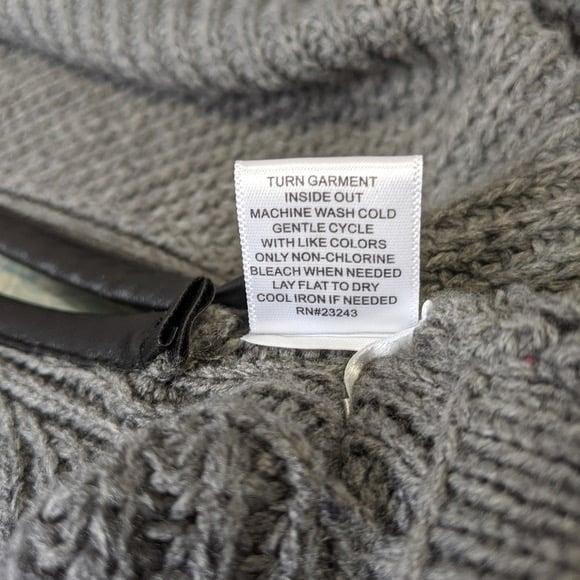 TURN GARMENT
INSIDE OUT
MACHINE WASH COLD
GENTLE CYCLE
WITH LIKE COLORS
ONLY NON-CHLORINE
BLEACH WHEN NEEDED
LAY FLAT TO DRY
COOL IRON IF NEEDED
RN#23243